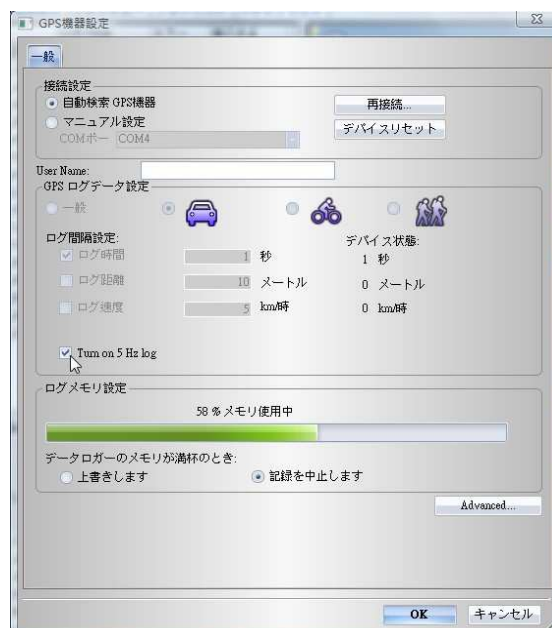 GPS機器設定
一般
接続設定
自動検索 GPS機器
再接続...
マニュアル設定
デバイスリセット
COMポー COM4
User Name:
GPS ログデータ設定
一般
ログ間隔設定:
デバイス状態:
ログ時間 1 秒 1 秒
ログ距離 10 メートル 0 メートル
ログ速度 5 km/時 0 km/時
Turn on 5 Hz log
ログメモリ設定
58 % メモリ使用中
データロガーのメモリが満杯のとき:
上書きします 記録を中止します
Advanced...
OK キャンセル